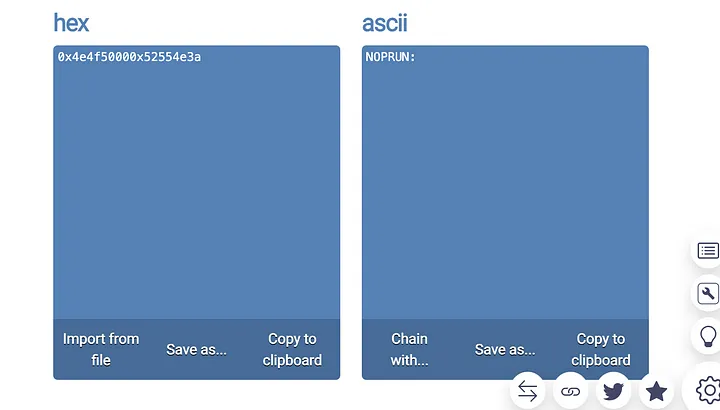 hex
0x4e4f50000x52554e3a
Import from
file
Save as...
Copy to
clipboard
ascii
NOPRUN:
Chain
with...
Save as...
Copy to
clipboard